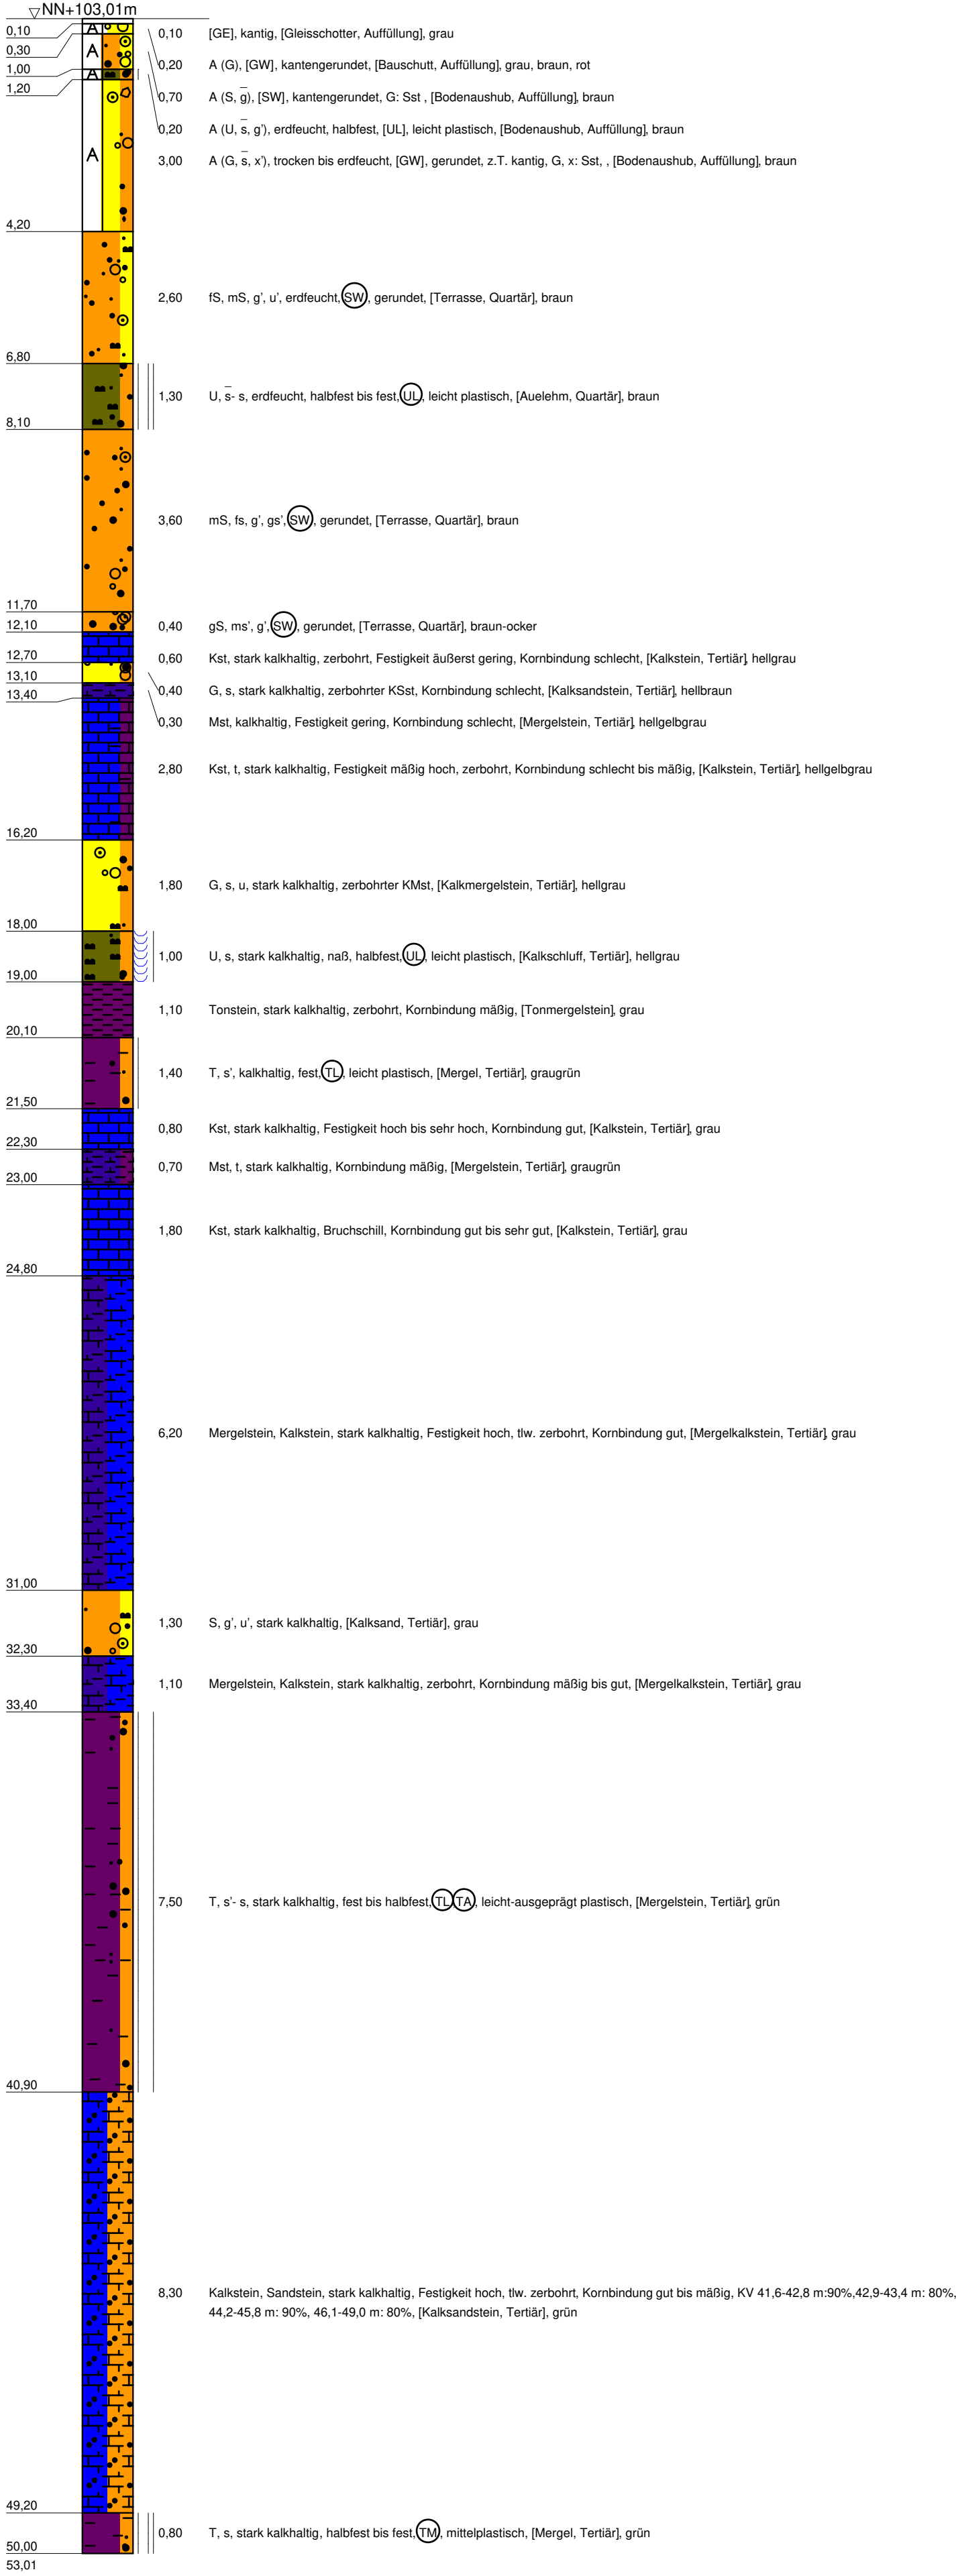 NN+103,01m
0,10
0,10 [GE], kantig, [Gleisschotter, Auffüllung], grau
A
0,30
A
0,20 A (G), [GW], kantengerundet, [Bauschutt, Auffüllung], grau, braun, rot
1,00
A
1,20
0,70 A (S, g̅), [SW], kantengerundet, G: Sst , [Bodenaushub, Auffüllung], braun
0,20 A (U, s̅, g'), erdfeucht, halbfest, [UL], leicht plastisch, [Bodenaushub, Auffüllung], braun
A
3,00 A (G, s̅, x'), trocken bis erdfeucht, [GW], gerundet, z.T. kantig, G, x: Sst, , [Bodenaushub, Auffüllung], braun
4,20
2,60 fS, mS, g', u', erdfeucht, SW, gerundet, [Terrasse, Quartär], braun
6,80
1,30 U, s̅- s, erdfeucht, halbfest bis fest, UL, leicht plastisch, [Auelehm, Quartär], braun
8,10
3,60 mS, fs, g', gs', SW, gerundet, [Terrasse, Quartär], braun
11,70
0,40 gS, ms', g', SW, gerundet, [Terrasse, Quartär], braun-ocker
12,10
12,70
0,60 Kst, stark kalkhaltig, zerbohrt, Festigkeit äußerst gering, Kornbindung schlecht, [Kalkstein, Tertiär], hellgrau
13,10
0,40 G, s, stark kalkhaltig, zerbohrter KSst, Kornbindung schlecht, [Kalksandstein, Tertiär], hellbraun
13,40
0,30 Mst, kalkhaltig, Festigkeit gering, Kornbindung schlecht, [Mergelstein, Tertiär], hellgelbgrau
2,80 Kst, t, stark kalkhaltig, Festigkeit mäßig hoch, zerbohrt, Kornbindung schlecht bis mäßig, [Kalkstein, Tertiär], hellgelbgrau
16,20
1,80 G, s, u, stark kalkhaltig, zerbohrter KMst, [Kalkmergelstein, Tertiär], hellgrau
18,00
1,00 U, s, stark kalkhaltig, naß, halbfest, UL, leicht plastisch, [Kalkschluff, Tertiär], hellgrau
19,00
1,10 Tonstein, stark kalkhaltig, zerbohrt, Kornbindung mäßig, [Tonmergelstein], grau
20,10
1,40 T, s', kalkhaltig, fest, TL, leicht plastisch, [Mergel, Tertiär], graugrün
21,50
0,80 Kst, stark kalkhaltig, Festigkeit hoch bis sehr hoch, Kornbindung gut, [Kalkstein, Tertiär], grau
22,30
0,70 Mst, t, stark kalkhaltig, Kornbindung mäßig, [Mergelstein, Tertiär], graugrün
23,00
1,80 Kst, stark kalkhaltig, Bruchschill, Kornbindung gut bis sehr gut, [Kalkstein, Tertiär], grau
24,80
6,20 Mergelstein, Kalkstein, stark kalkhaltig, Festigkeit hoch, tlw. zerbohrt, Kornbindung gut, [Mergelkalkstein, Tertiär], grau
31,00
1,30 S, g', u', stark kalkhaltig, [Kalksand, Tertiär], grau
32,30
1,10 Mergelstein, Kalkstein, stark kalkhaltig, zerbohrt, Kornbindung mäßig bis gut, [Mergelkalkstein, Tertiär], grau
33,40
7,50 T, s'- s, stark kalkhaltig, fest bis halbfest, TL TA, leicht-ausgeprägt plastisch, [Mergelstein, Tertiär], grün
40,90
8,30 Kalkstein, Sandstein, stark kalkhaltig, Festigkeit hoch, tlw. zerbohrt, Kornbindung gut bis mäßig, KV 41,6-42,8 m:90%,42,9-43,4 m: 80%,
44,2-45,8 m: 90%, 46,1-49,0 m: 80%, [Kalksandstein, Tertiär], grün
49,20
0,80 T, s, stark kalkhaltig, halbfest bis fest, TM, mittelplastisch, [Mergel, Tertiär], grün
50,00
53,01